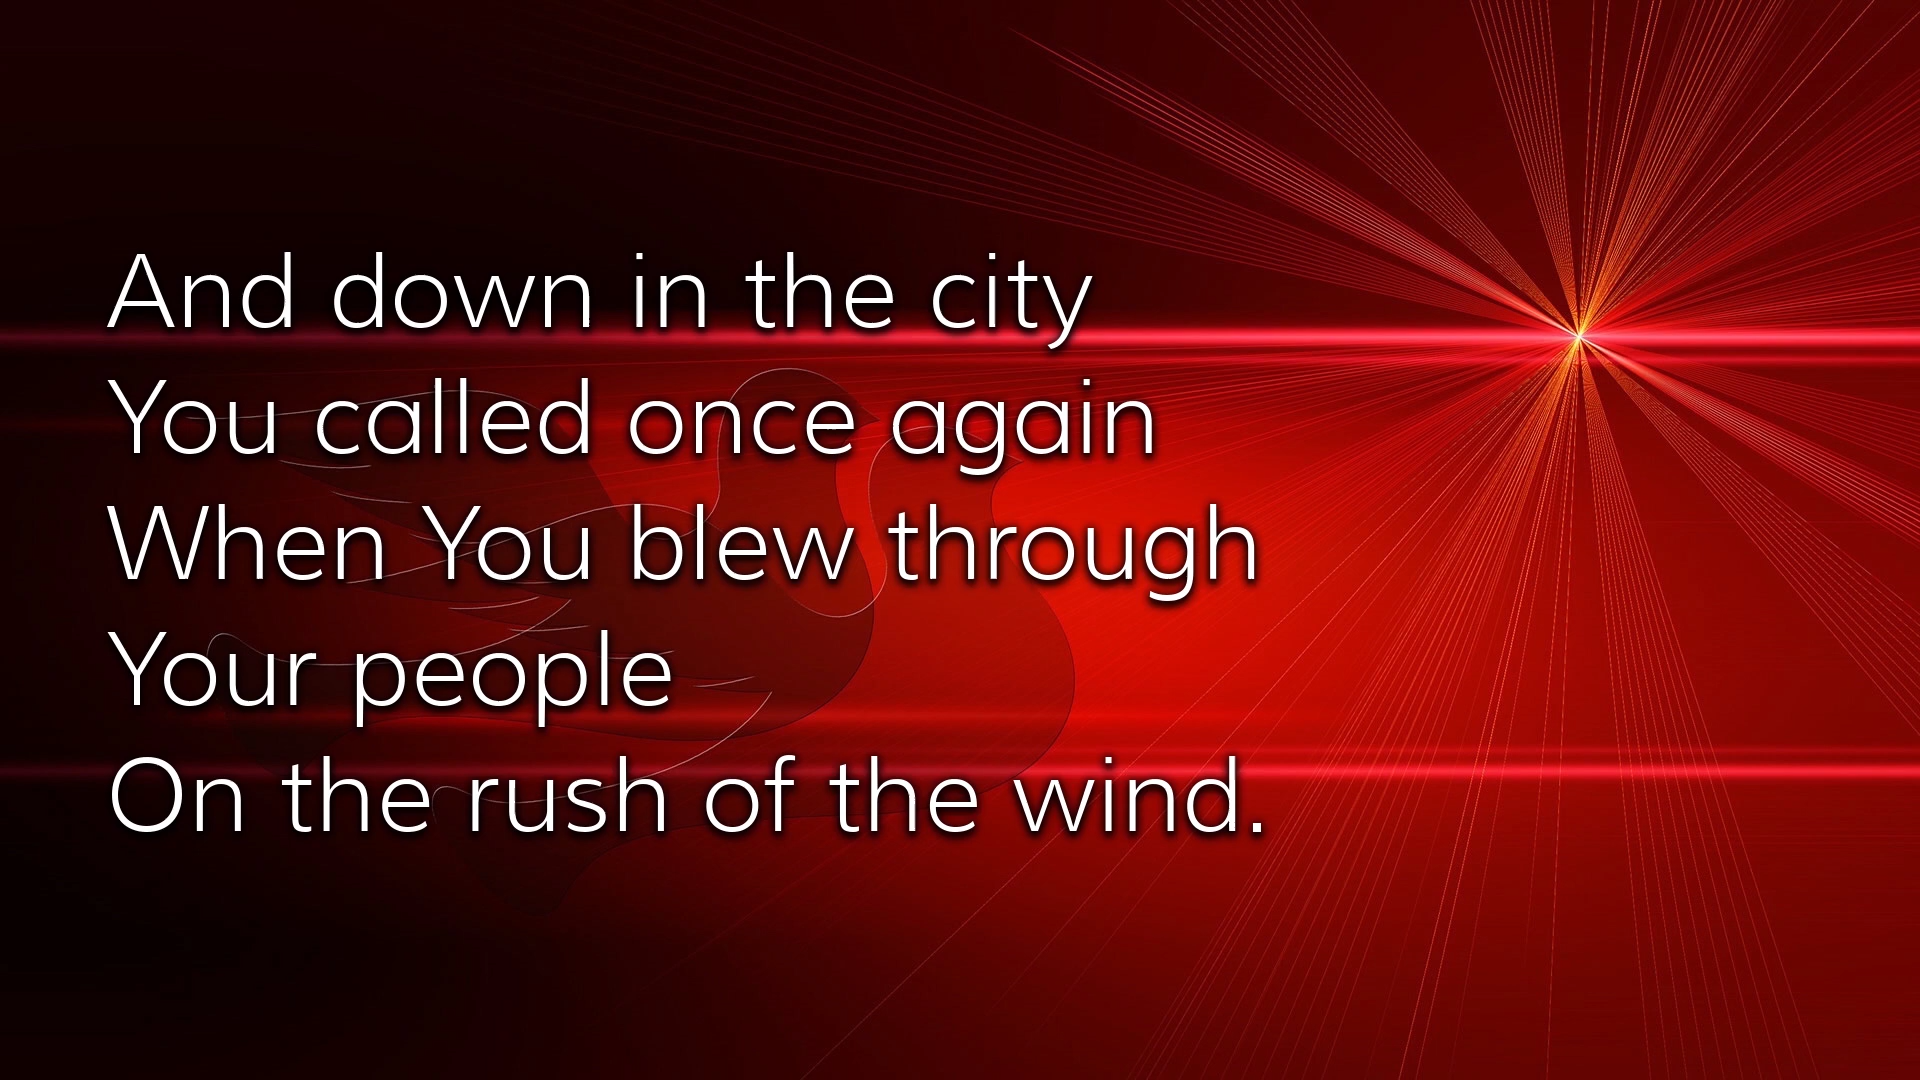 And down in the city
You called once again
When You blew through
Your people
On the rush of the wind.